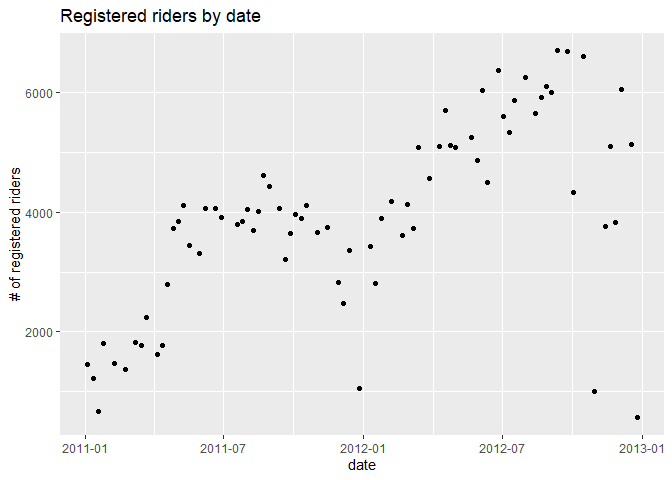 Registered riders by date
# of registered riders
6000
4000
2000
2011-01
2011-07
2012-01
2012-07
2013-01
date